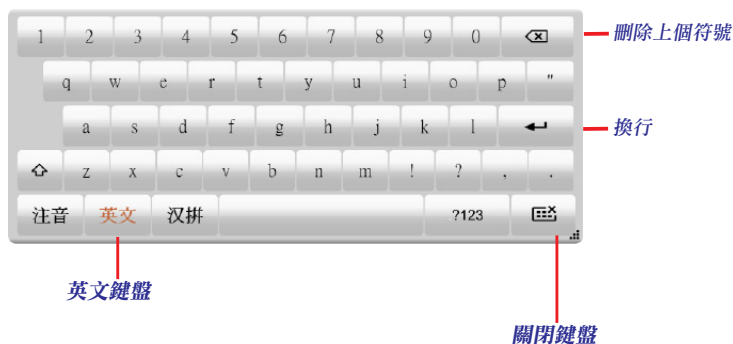 1 2 3 4 5 6 7 8 9 0
刪除上個符號
q w e r t y u i o p "
a s d f g h j k l
換行
z x c v b n m ! ? , .
注音 英文 汉拼 ?123
英文鍵盤
關閉鍵盤